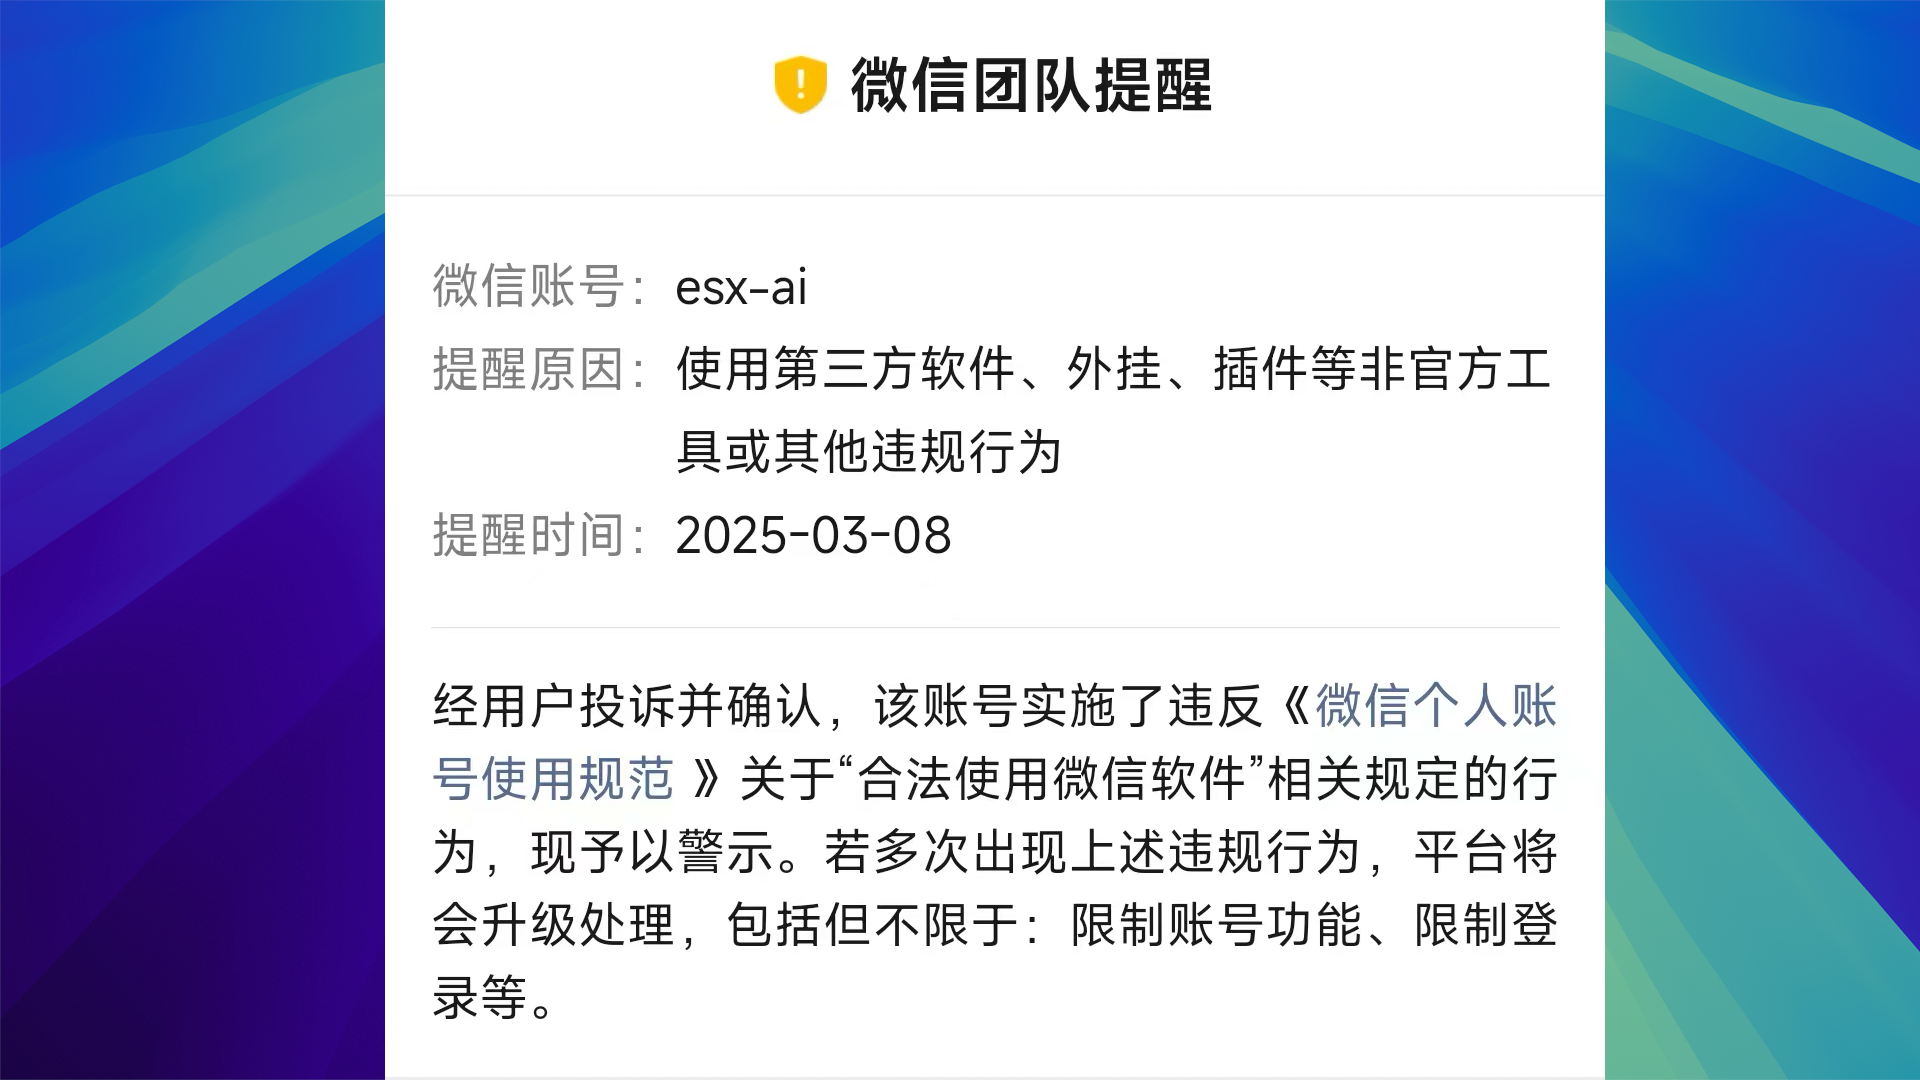 微信团队提醒
微信账号：esx-ai
提醒原因：使用第三方软件、外挂、插件等非官方工
具或其他违规行为
提醒时间：2025-03-08
经用户投诉并确认，该账号实施了违反《微信个人账
号使用规范 》关于“合法使用微信软件”相关规定的行
为，现予以警示。若多次出现上述违规行为，平台将
会升级处理，包括但不限于：限制账号功能、限制登
录等。